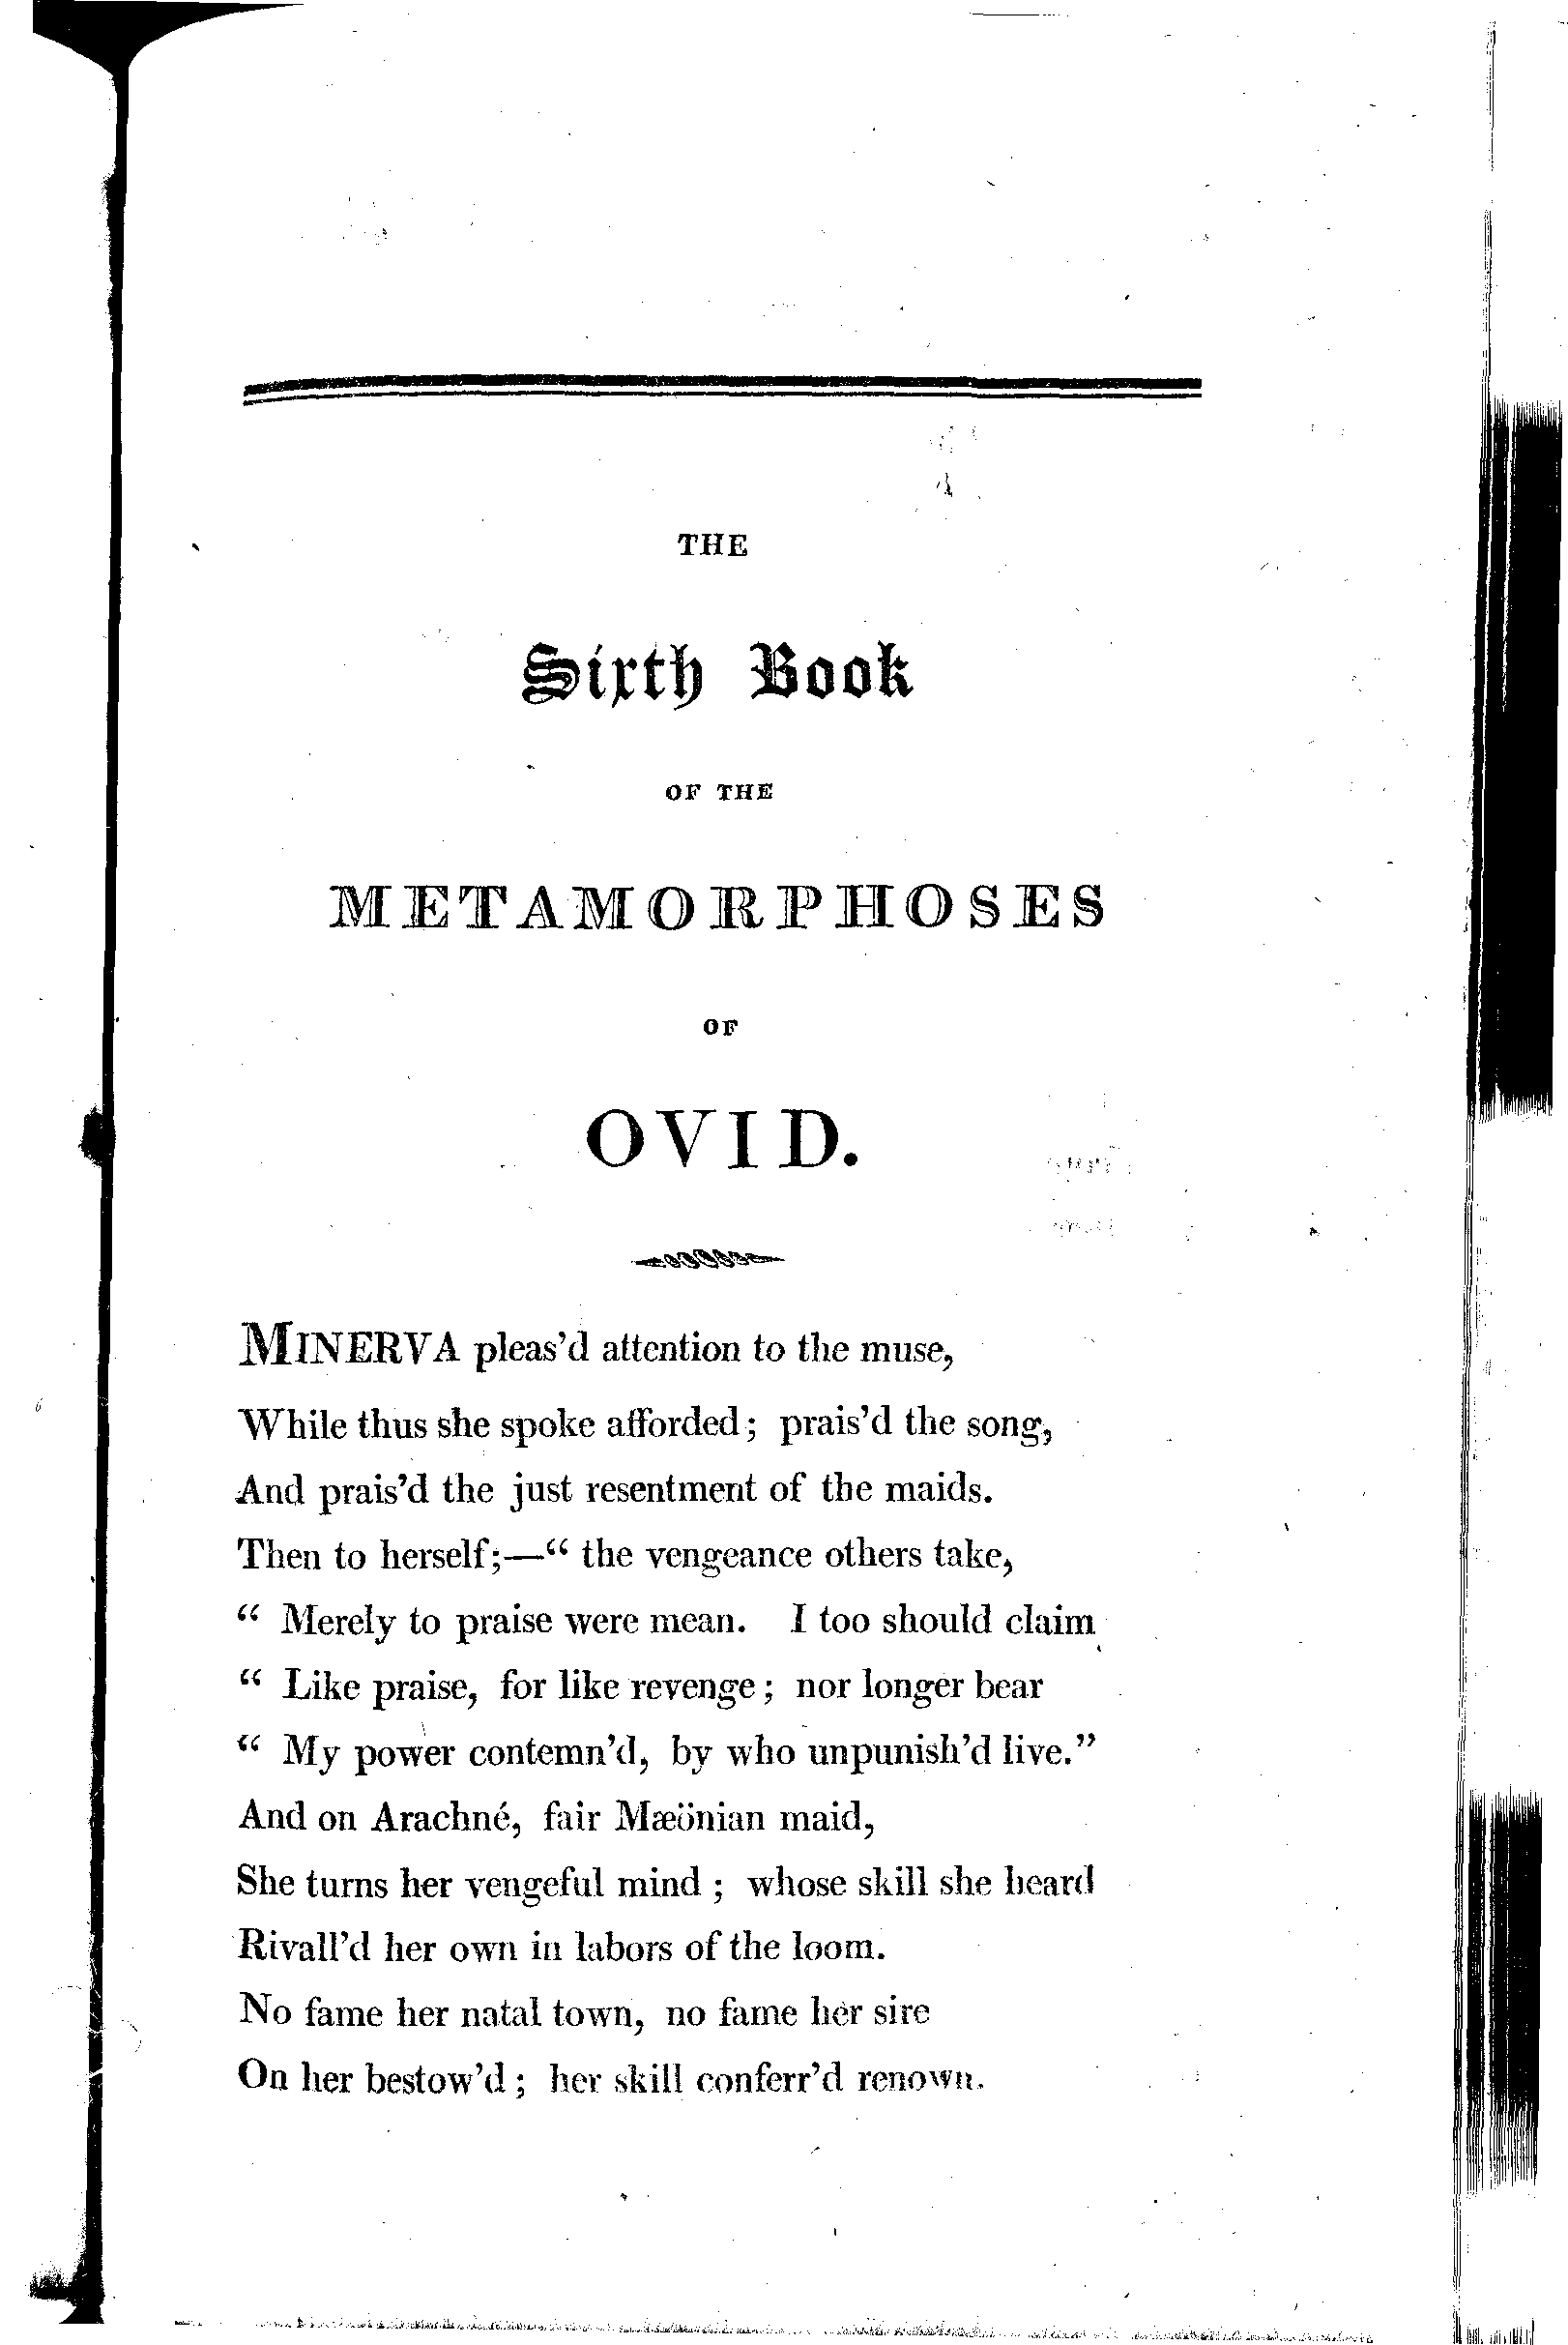 THE
Sixth Book
OF THE
METAMORPHOSES
OF
OVID.
MINERVA pleas'd attention to the muse,
While thus she spoke afforded; prais'd the song,
And prais'd the just resentment of the maids.
Then to herself;—“ the vengeance others take,
“ Merely to praise were mean. I too should claim
“ Like praise, for like revenge; nor longer bear
“ My power contemn'd, by who unpunish'd live.”
And on Arachné, fair Mæönian maid,
She turns her vengeful mind; whose skill she heard
Rivall'd her own in labors of the loom.
No fame her natal town, no fame her sire
On her bestow'd; her skill conferr'd renown.